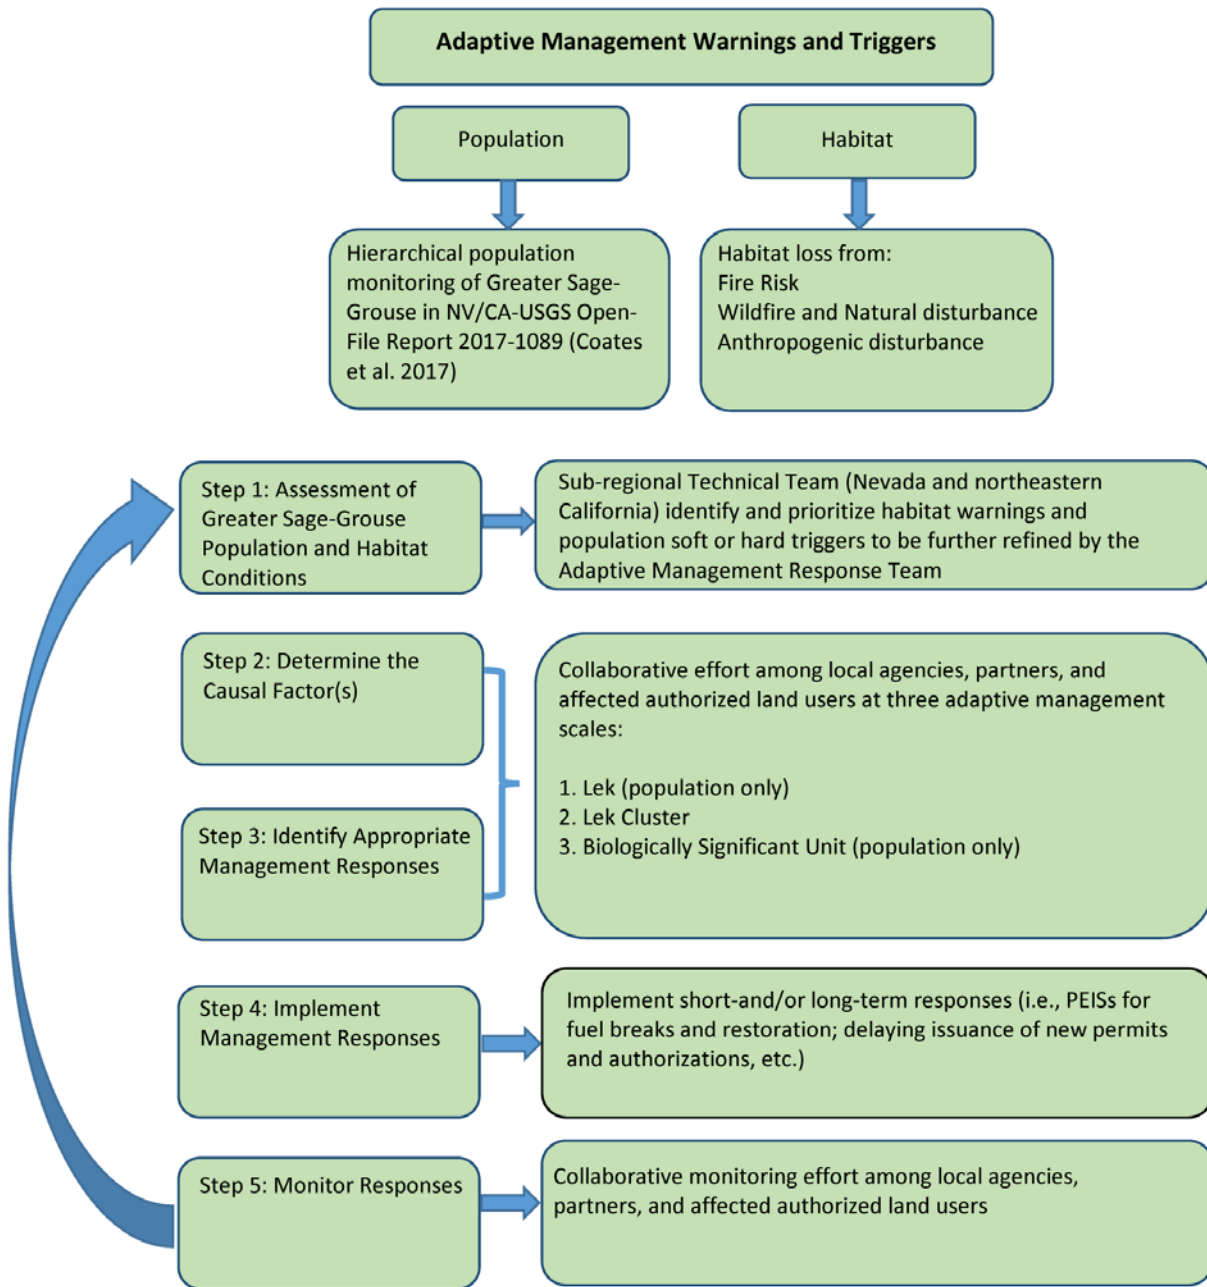 Adaptive Management Warnings and Triggers
Population
Habitat
Hierarchical population
monitoring of Greater Sage-
Grouse in NV/CA-USGS Open-
File Report 2017-1089 (Coates
et al. 2017)
Habitat loss from:
Fire Risk
Wildfire and Natural disturbance
Anthropogenic disturbance
Step 1: Assessment of
Greater Sage-Grouse
Population and Habitat
Conditions
Sub-regional Technical Team (Nevada and northeastern
California) identify and prioritize habitat warnings and
population soft or hard triggers to be further refined by the
Adaptive Management Response Team
Step 2: Determine the
Causal Factor(s)
Step 3: Identify Appropriate
Management Responses
Collaborative effort among local agencies, partners, and
affected authorized land users at three adaptive management
scales:
1. Lek (population only)
2. Lek Cluster
3. Biologically Significant Unit (population only)
Step 4: Implement
Management Responses
Implement short-and/or long-term responses (i.e., PEISs for
fuel breaks and restoration; delaying issuance of new permits
and authorizations, etc.)
Step 5: Monitor Responses
Collaborative monitoring effort among local agencies,
partners, and affected authorized land users